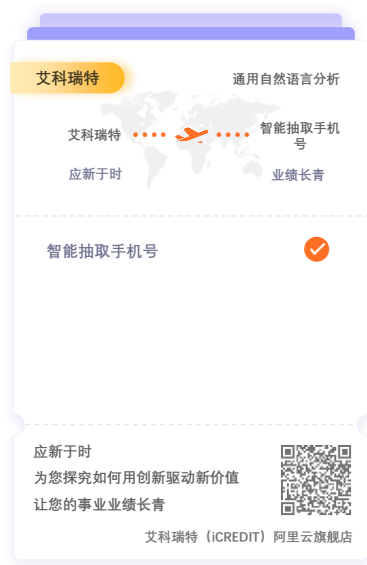 艾科瑞特
通用自然语言分析
艾科瑞特
智能抽取手机
号
应新于时
业绩长青
智能抽取手机号
应新于时
为您探究如何用创新驱动新价值
让您的事业业绩长青
艾科瑞特（iCREDIT）阿里云旗舰店